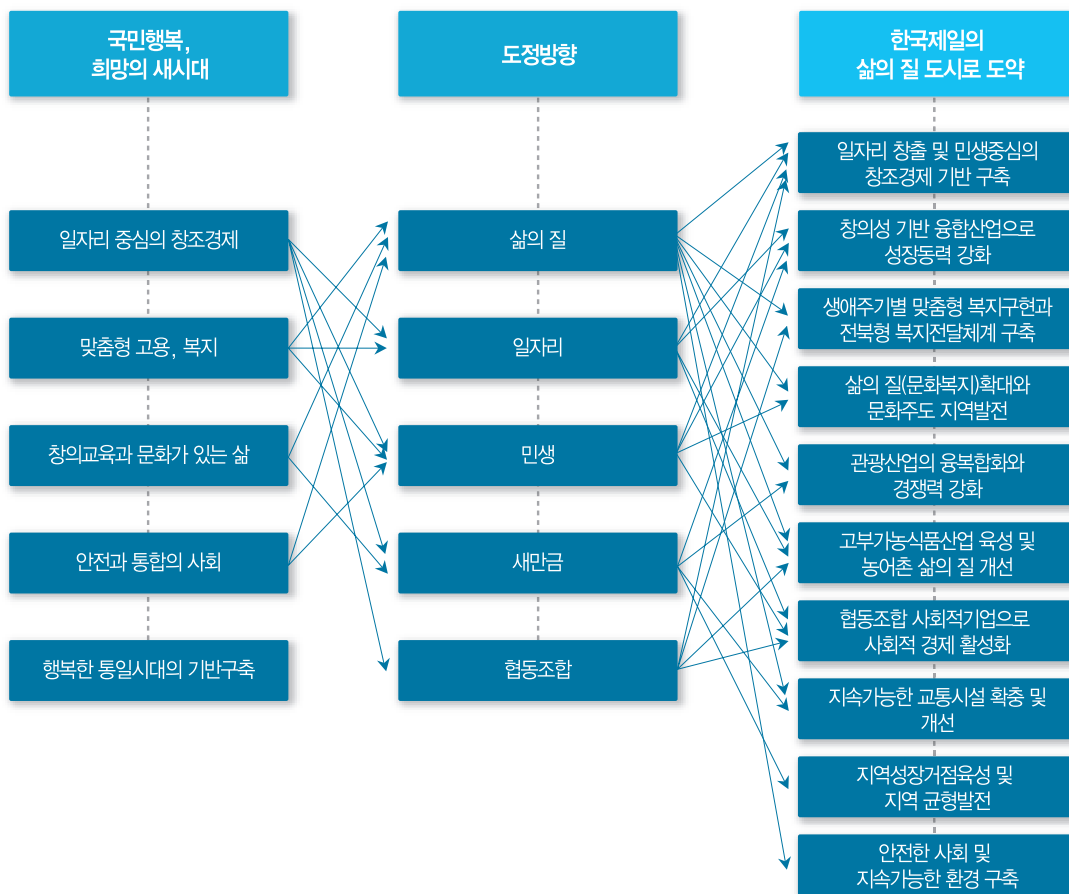 국민행복,
희망의 새시대
일자리 중심의 창조경제
맞춤형 고용, 복지
창의교육과 문화가 있는 삶
안전과 통합의 사회
행복한 통일시대의 기반구축
도정방향
삶의 질
일자리
민생
새만금
협동조합
한국제일의
삶의 질 도시로 도약
일자리 창출 및 민생중심의
창조경제 기반 구축
창의성 기반 융합산업으로
성장동력 강화
생애주기별 맞춤형 복지구현과
전북형 복지전달체계 구축
삶의 질(문화복지)확대와
문화주도 지역발전
관광산업의 융복합화와
경쟁력 강화
고부가농식품산업 육성 및
농어촌 삶의 질 개선
협동조합 사회적기업으로
사회적 경제 활성화
지속가능한 교통시설 확충 및
개선
지역성장거점육성 및
지역 균형발전
안전한 사회 및
지속가능한 환경 구축